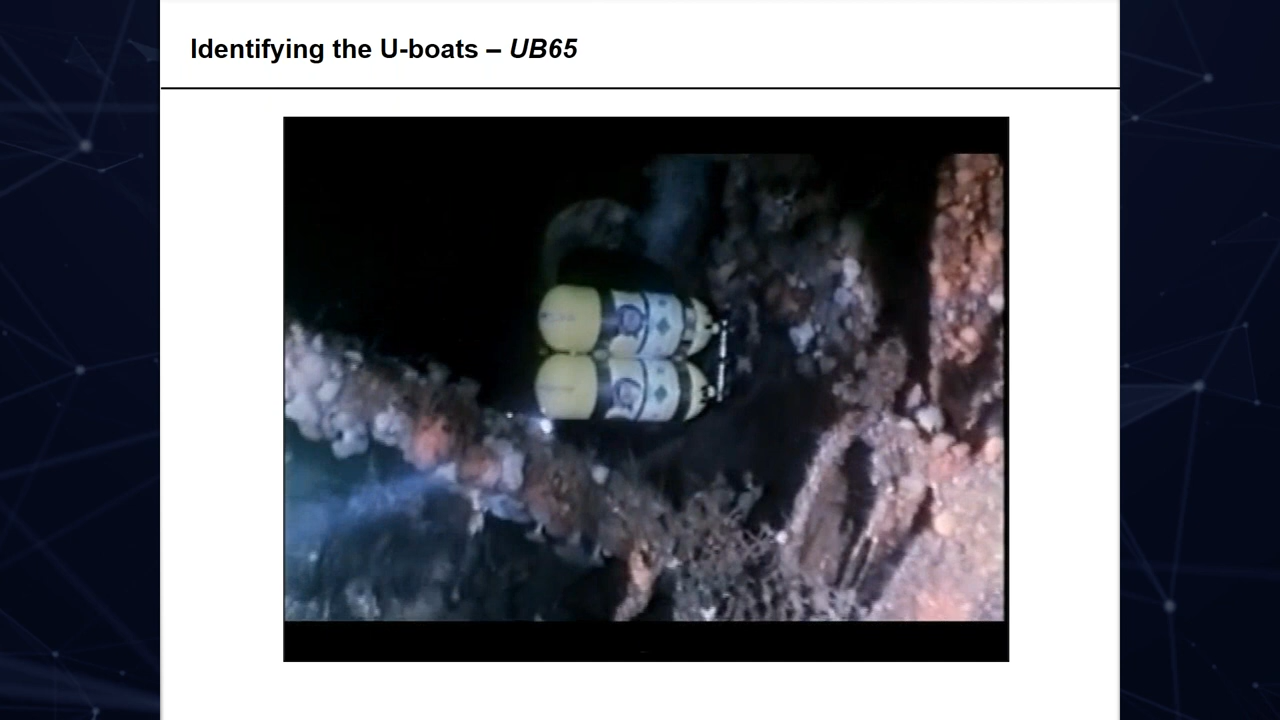 Identifying the U-boats – UB65